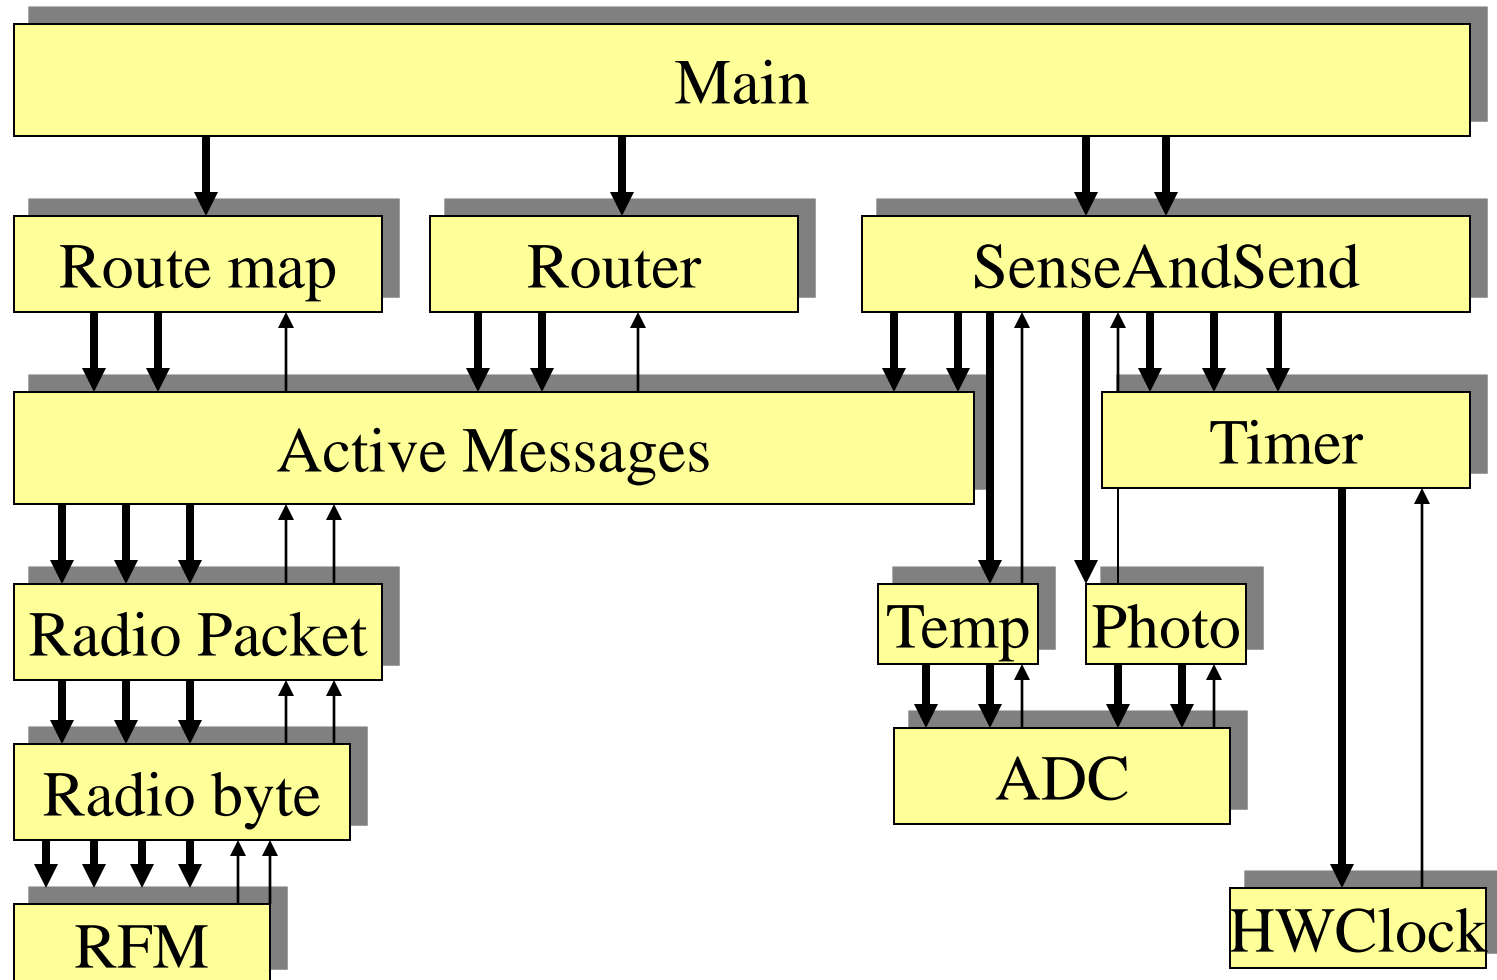 Main
Route map
Router
SenseAndSend
Active Messages
Timer
Radio Packet
Temp
Photo
Radio byte
ADC
RFM
HWClock